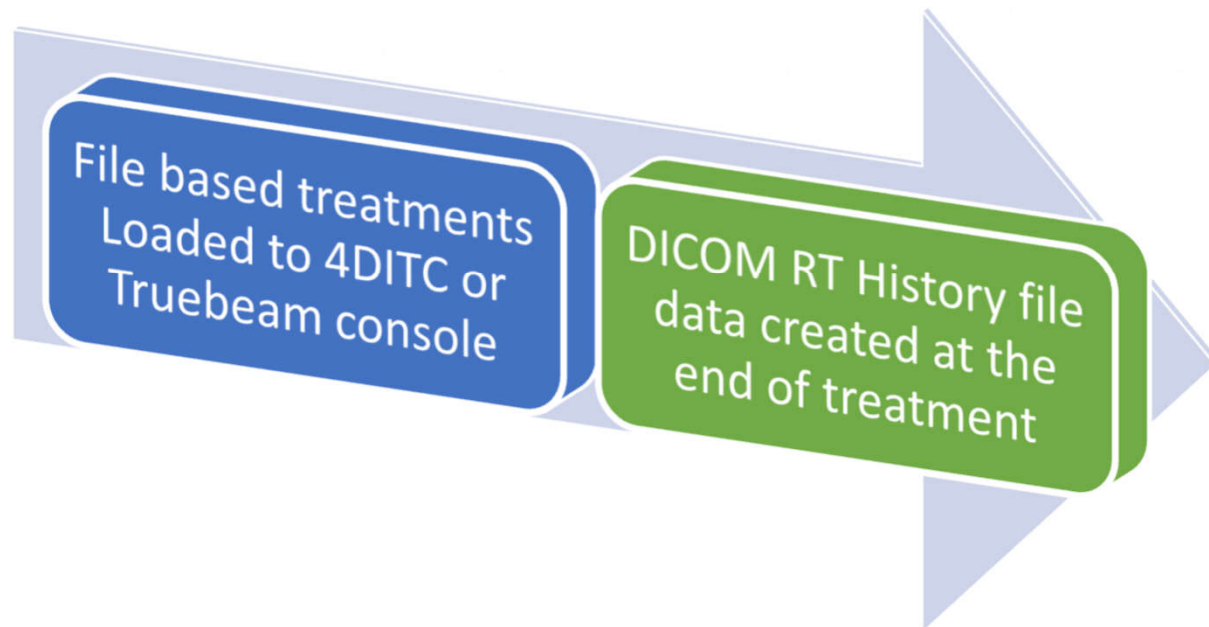 File based treatments
Loaded to 4DITC or
Truebeam console
DICOM RT History file
data created at the
end of treatment